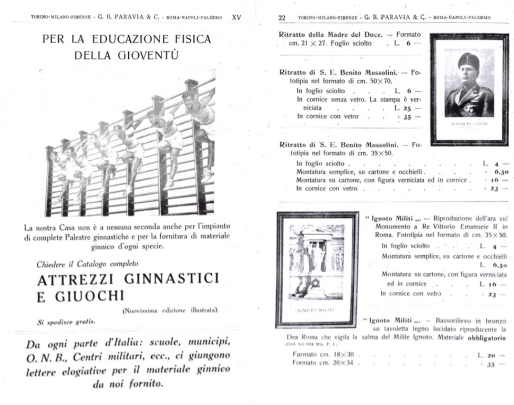 TORINO-MILANO-FIRENZE - G. B. PARAVIA & C. - ROMA-NAPOLI-PALERMO XV
PER LA EDUCAZIONE FISICA
DELLA GIOVENTÙ
La nostra Casa non è a nessuna seconda anche per l'impianto
di complete Palestre ginnastiche e per la fornitura di materiale
ginnico d'ogni specie.
Chiedere il Catalogo completo
ATTREZZI GINNASTICI
E GIUOCHI
(Nuovissima edizione illustrata).
Si spedisce gratis.
Da ogni parte d'Italia: scuole, municipi,
O. N. B., Centri militari, ecc., ci giungono
lettere elogiative per il materiale ginnico
da noi fornito.
22 TORINO-MILANO-FIRENZE - G. B. PARAVIA & C. - ROMA-NAPOLI-PALERMO
Ritratto della Madre del Duce. — Formato
cm. 21 × 27. Foglio sciolto . L. 6 —
Ritratto di S. E. Benito Mussolini. — Fo-
totipia nel formato di cm. 50×70.
In foglio sciolto . . . L. 6 —
In cornice senza vetro. La stampa è ver-
niciata . . . . L. 25 —
In cornice con vetro . . » 35 —
BENITO MUSSOLINI
Ritratto di S. E. Benito Mussolini. — Fo-
totipia nel formato di cm. 35×50.
In foglio sciolto . . . . . L. 4 —
Montatura semplice, su cartone e occhielli . . . » 6,50
Montatura su cartone, con figura verniciata ed in cornice . » 16 —
In cornice con vetro . . . . » 23 —
IGNOTO MILITI
" Ignoto Militi „. — Riproduzione dell'ara sul
Monumento a Re Vittorio Emanuele II in
Roma. Fototipia nel formato di cm. 35×50.
In foglio sciolto . . . L. 4 —
Montatura semplice, su cartone e occhielli
L. 6,50
Montatura su cartone, con figura verniciata
ed in cornice . . . L. 16 —
In cornice con vetro . . » 23 —
" Ignoto Militi „. — Bassorilievo in bronzo
su tavoletta legno lucidato riproducente la
Dea Roma che vigila la salma del Milite Ignoto. Materiale obbligatorio
Formato cm. 18×30 . . . . L. 20 —
Formato cm. 20×34 . . . . » 35 —